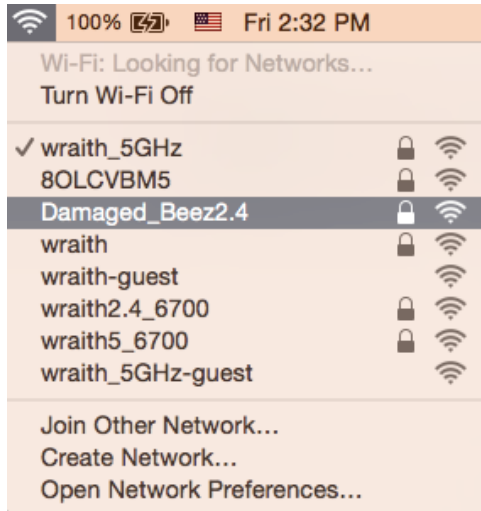 100% Fri 2:32 PM
Wi-Fi: Looking for Networks...
Turn Wi-Fi Off
wraith_5GHz
8OLCVBM5
Damaged_Beez2.4
wraith
wraith-guest
wraith2.4_6700
wraith5_6700
wraith_5GHz-guest
Join Other Network...
Create Network...
Open Network Preferences...